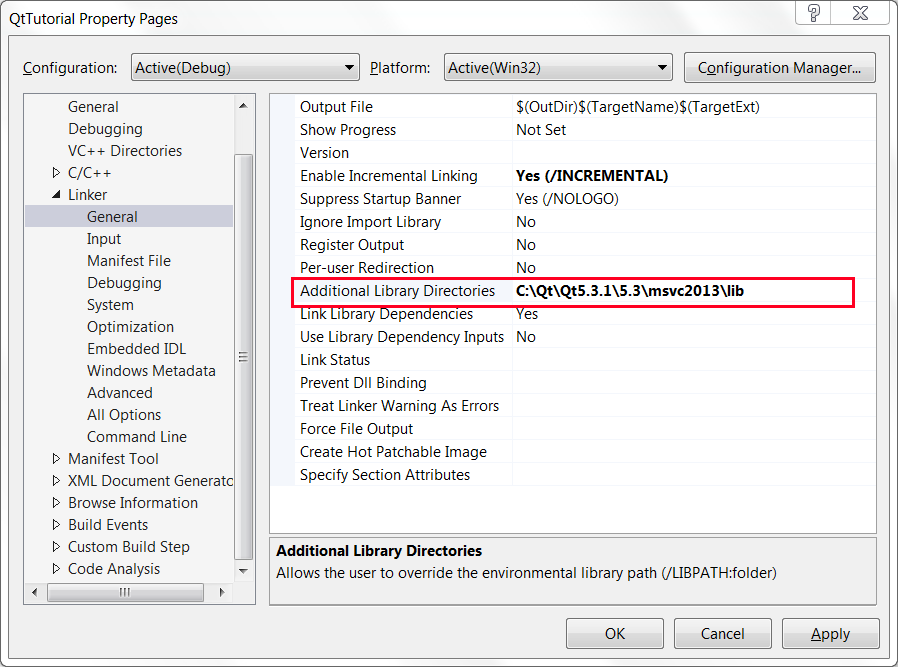 QtTutorial Property Pages
Configuration: Active(Debug) Platform: Active(Win32) Configuration Manager...
General
Debugging
VC++ Directories
C/C++
Linker
General
Input
Manifest File
Debugging
System
Optimization
Embedded IDL
Windows Metadata
Advanced
All Options
Command Line
Manifest Tool
XML Document Generato
Browse Information
Build Events
Custom Build Step
Code Analysis
Output File $(OutDir)$(TargetName)$(TargetExt)
Show Progress Not Set
Version
Enable Incremental Linking Yes (/INCREMENTAL)
Suppress Startup Banner Yes (/NOLOGO)
Ignore Import Library No
Register Output No
Per-user Redirection No
Additional Library Directories C:\Qt\Qt5.3.1\5.3\msvc2013\lib
Link Library Dependencies Yes
Use Library Dependency Inputs No
Link Status
Prevent Dll Binding
Treat Linker Warning As Errors
Force File Output
Create Hot Patchable Image
Specify Section Attributes
Additional Library Directories
Allows the user to override the environmental library path (/LIBPATH:folder)
OK Cancel Apply